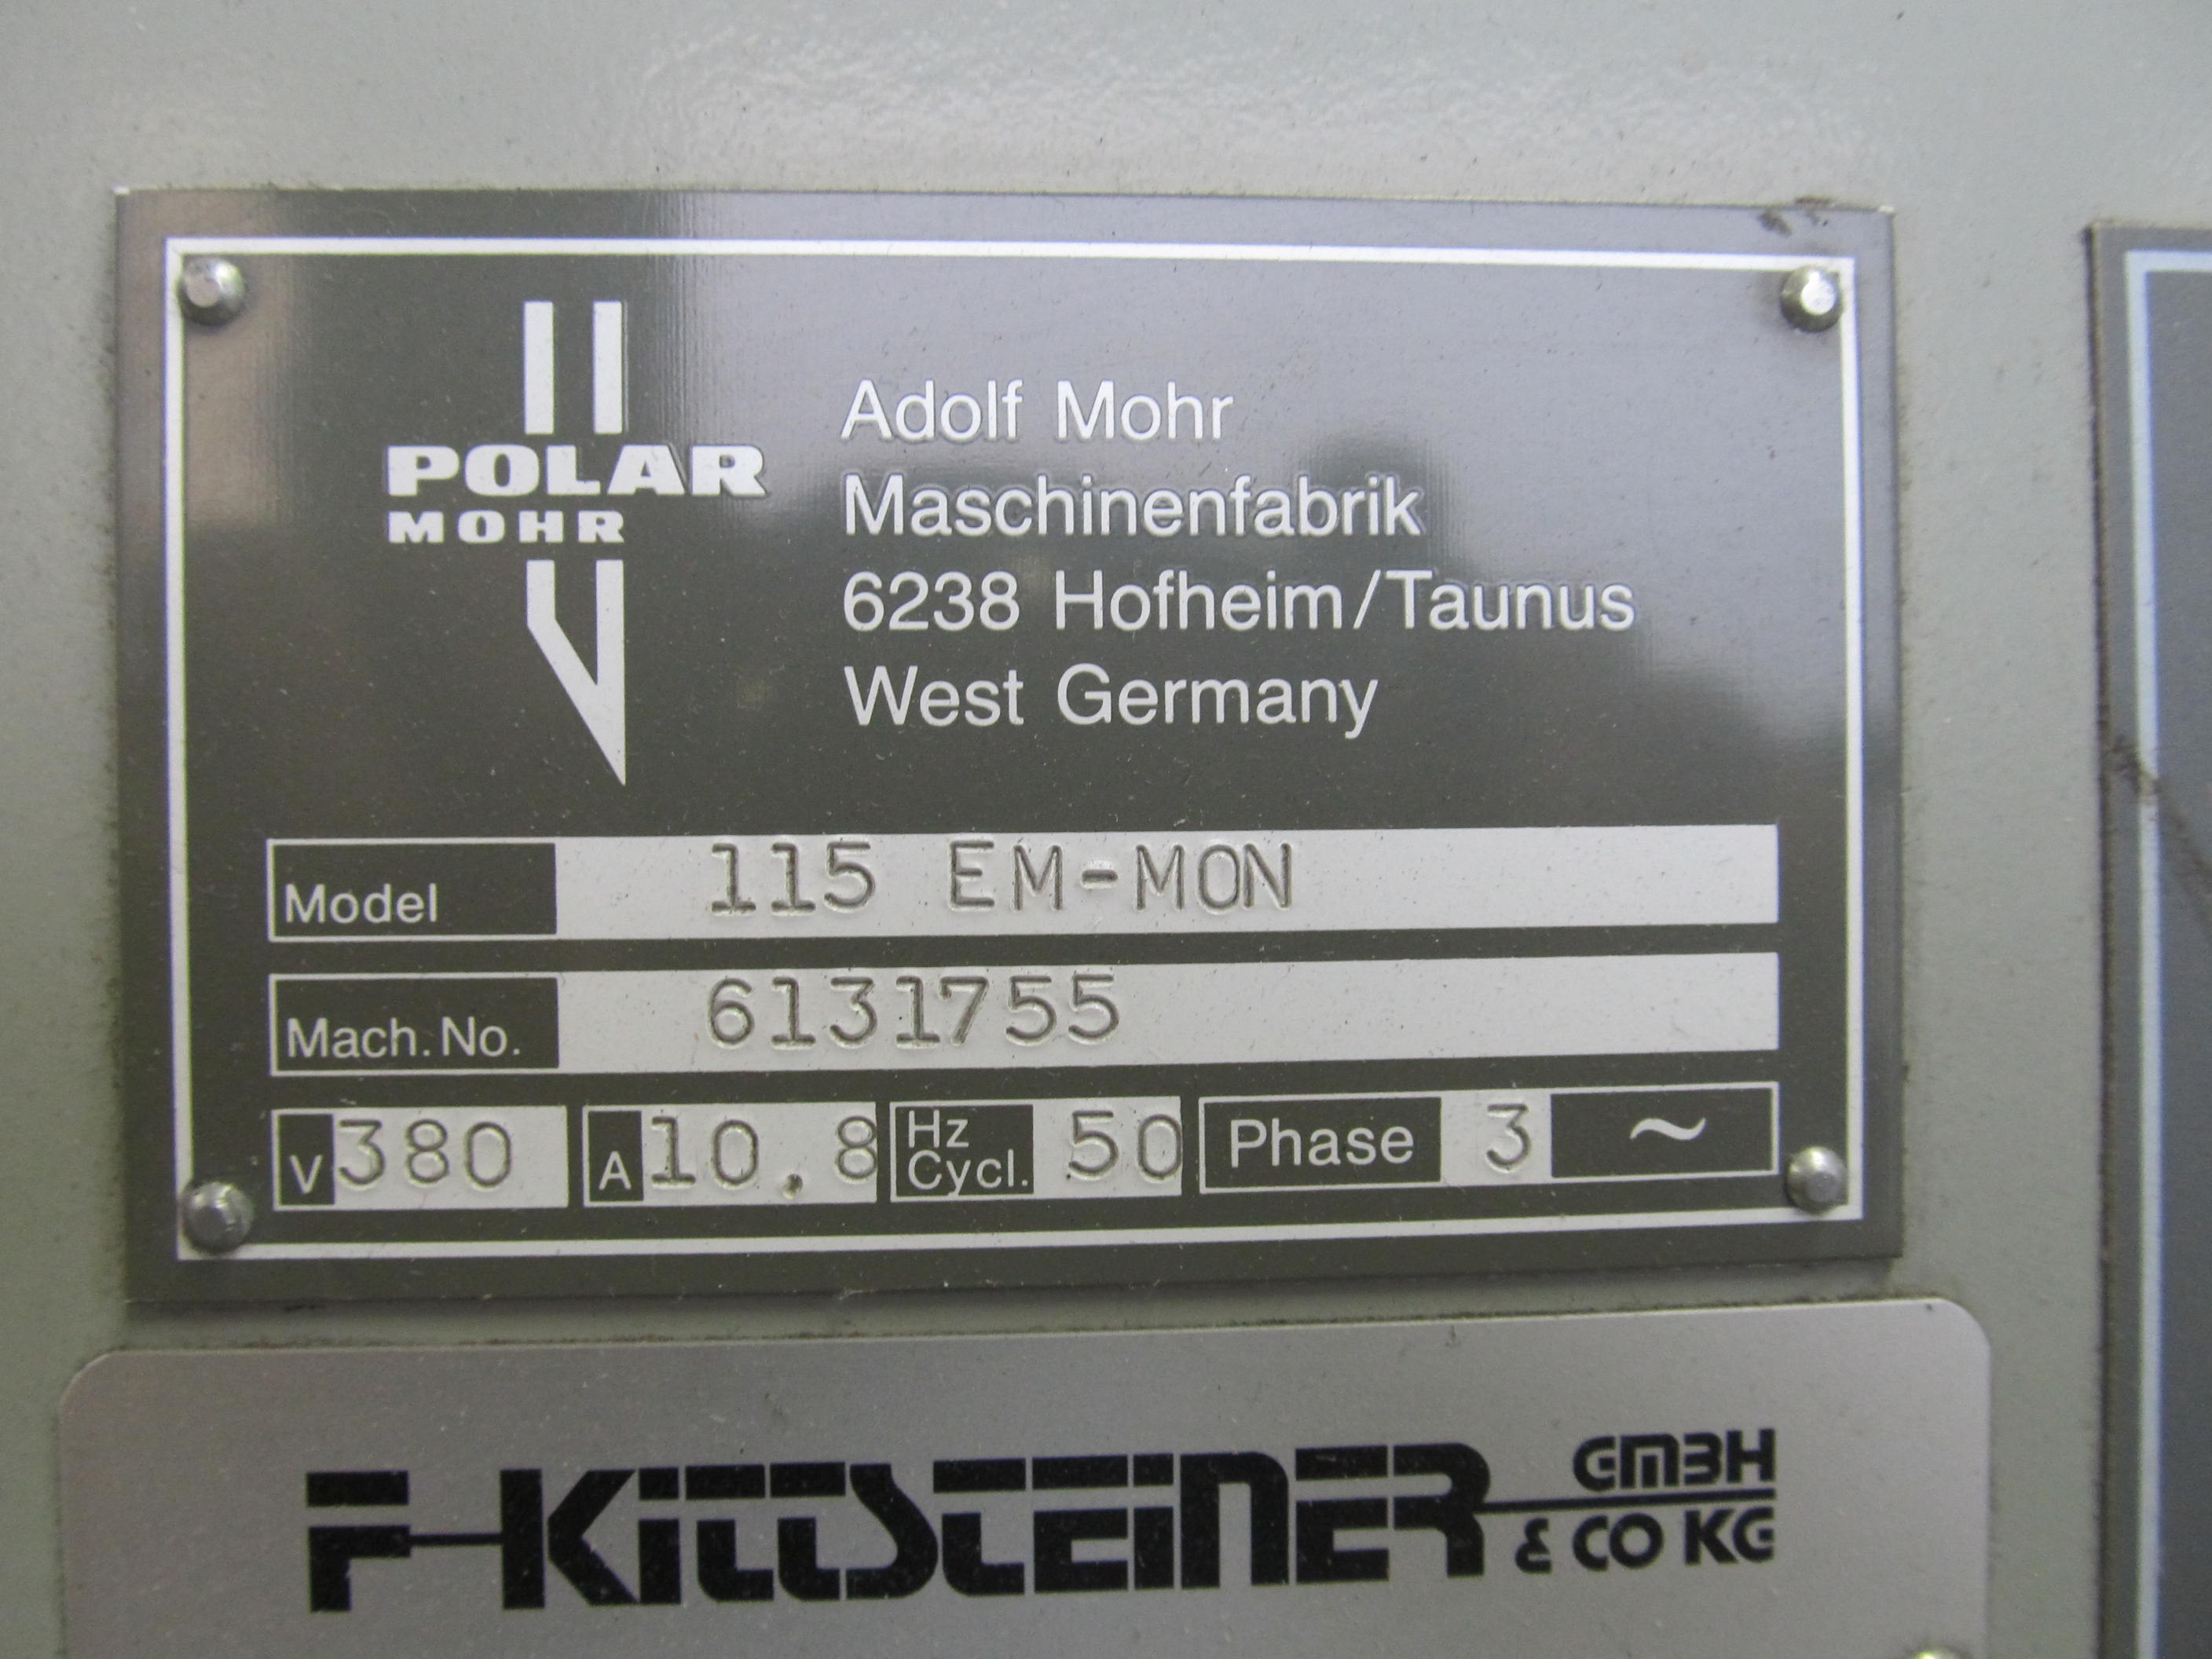 POLAR
MOHR
Adolf Mohr
Maschinenfabrik
6238 Hofheim/Taunus
West Germany
Model 115 EM-MON
Mach. No. 6131755
V 380 A 10.8 Hz Cycl. 50 Phase 3 ~
F KITTSTEINER GMBH & CO KG